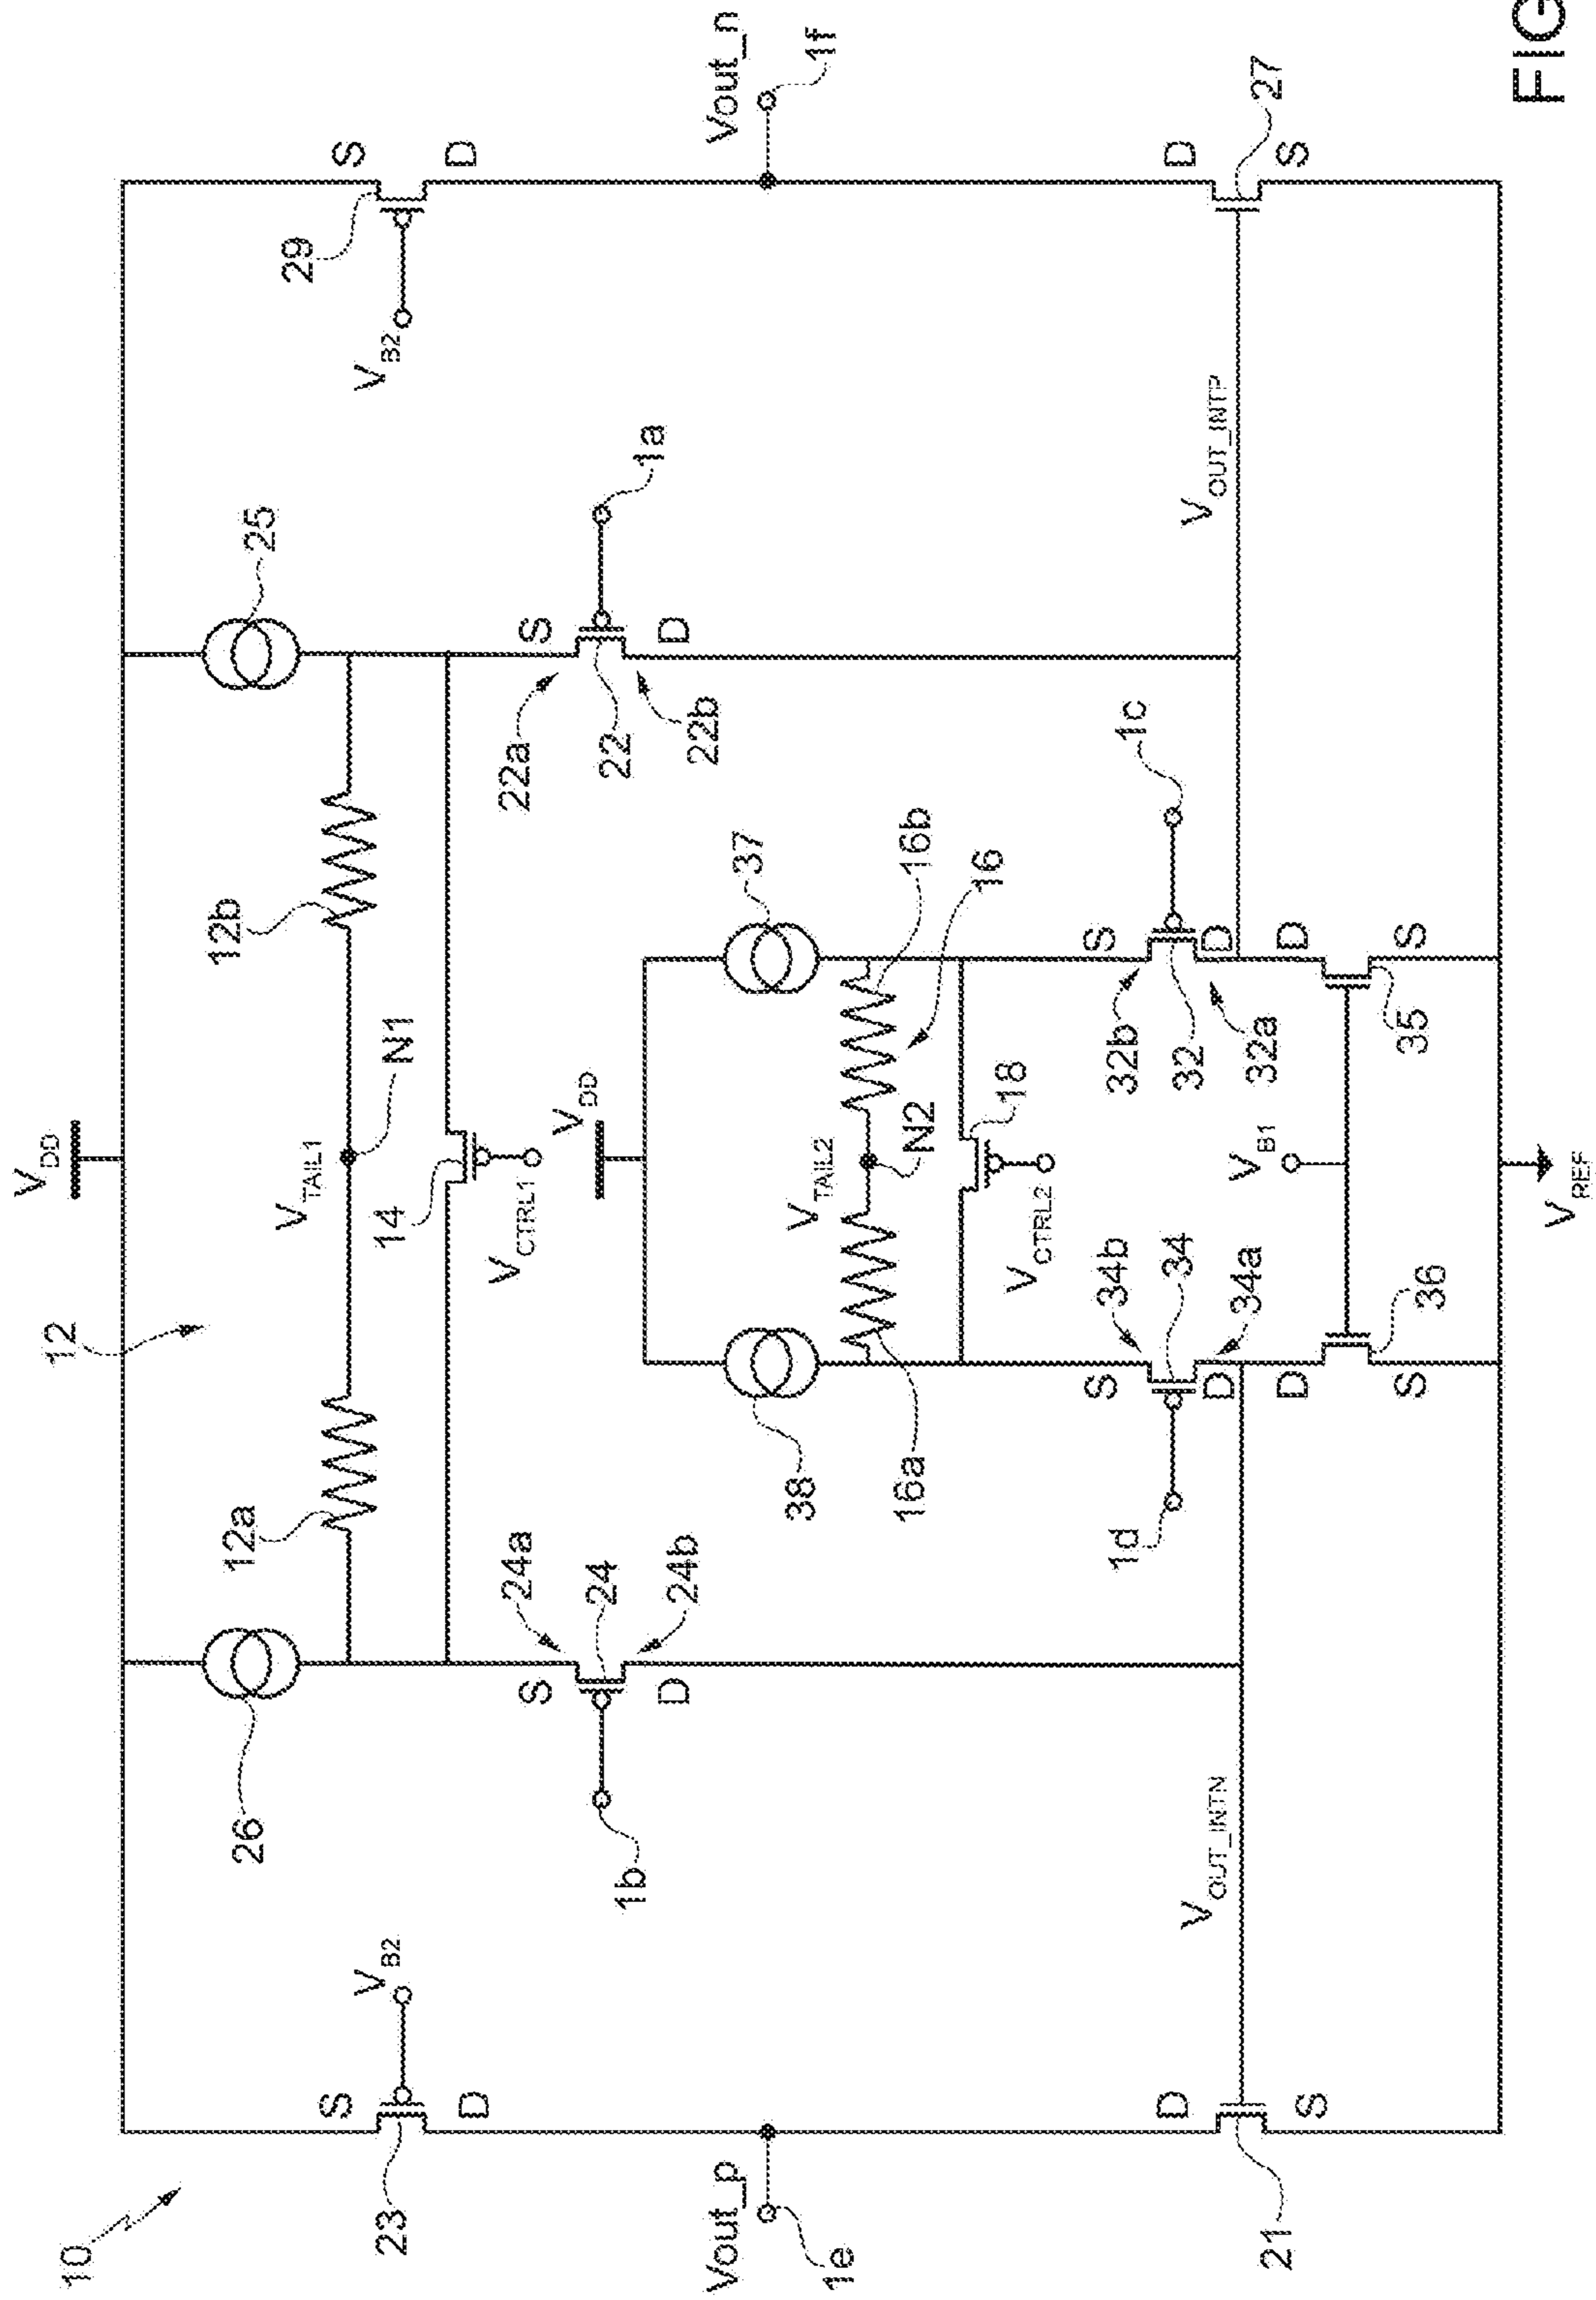 10
12
V_DD
V_TAIL1
N1
12a
12b
26
25
14
V_CTRL1
S
23
D
V_B2
S
29
D
V_B2
24a
S
24
D
24b
1b
22a
S
22
D
22b
1a
V_DD
38
37
V_TAIL2
N2
16a
16b
16
18
V_CTRL2
Vout_p
1e
Vout_n
1f
34b
S
34
D
34a
1d
32b
S
32
D
32a
1c
V_OUT_INTN
V_OUT_INTP
D
21
S
D
36
S
V_B1
D
35
S
D
27
S
V_REF
FIG